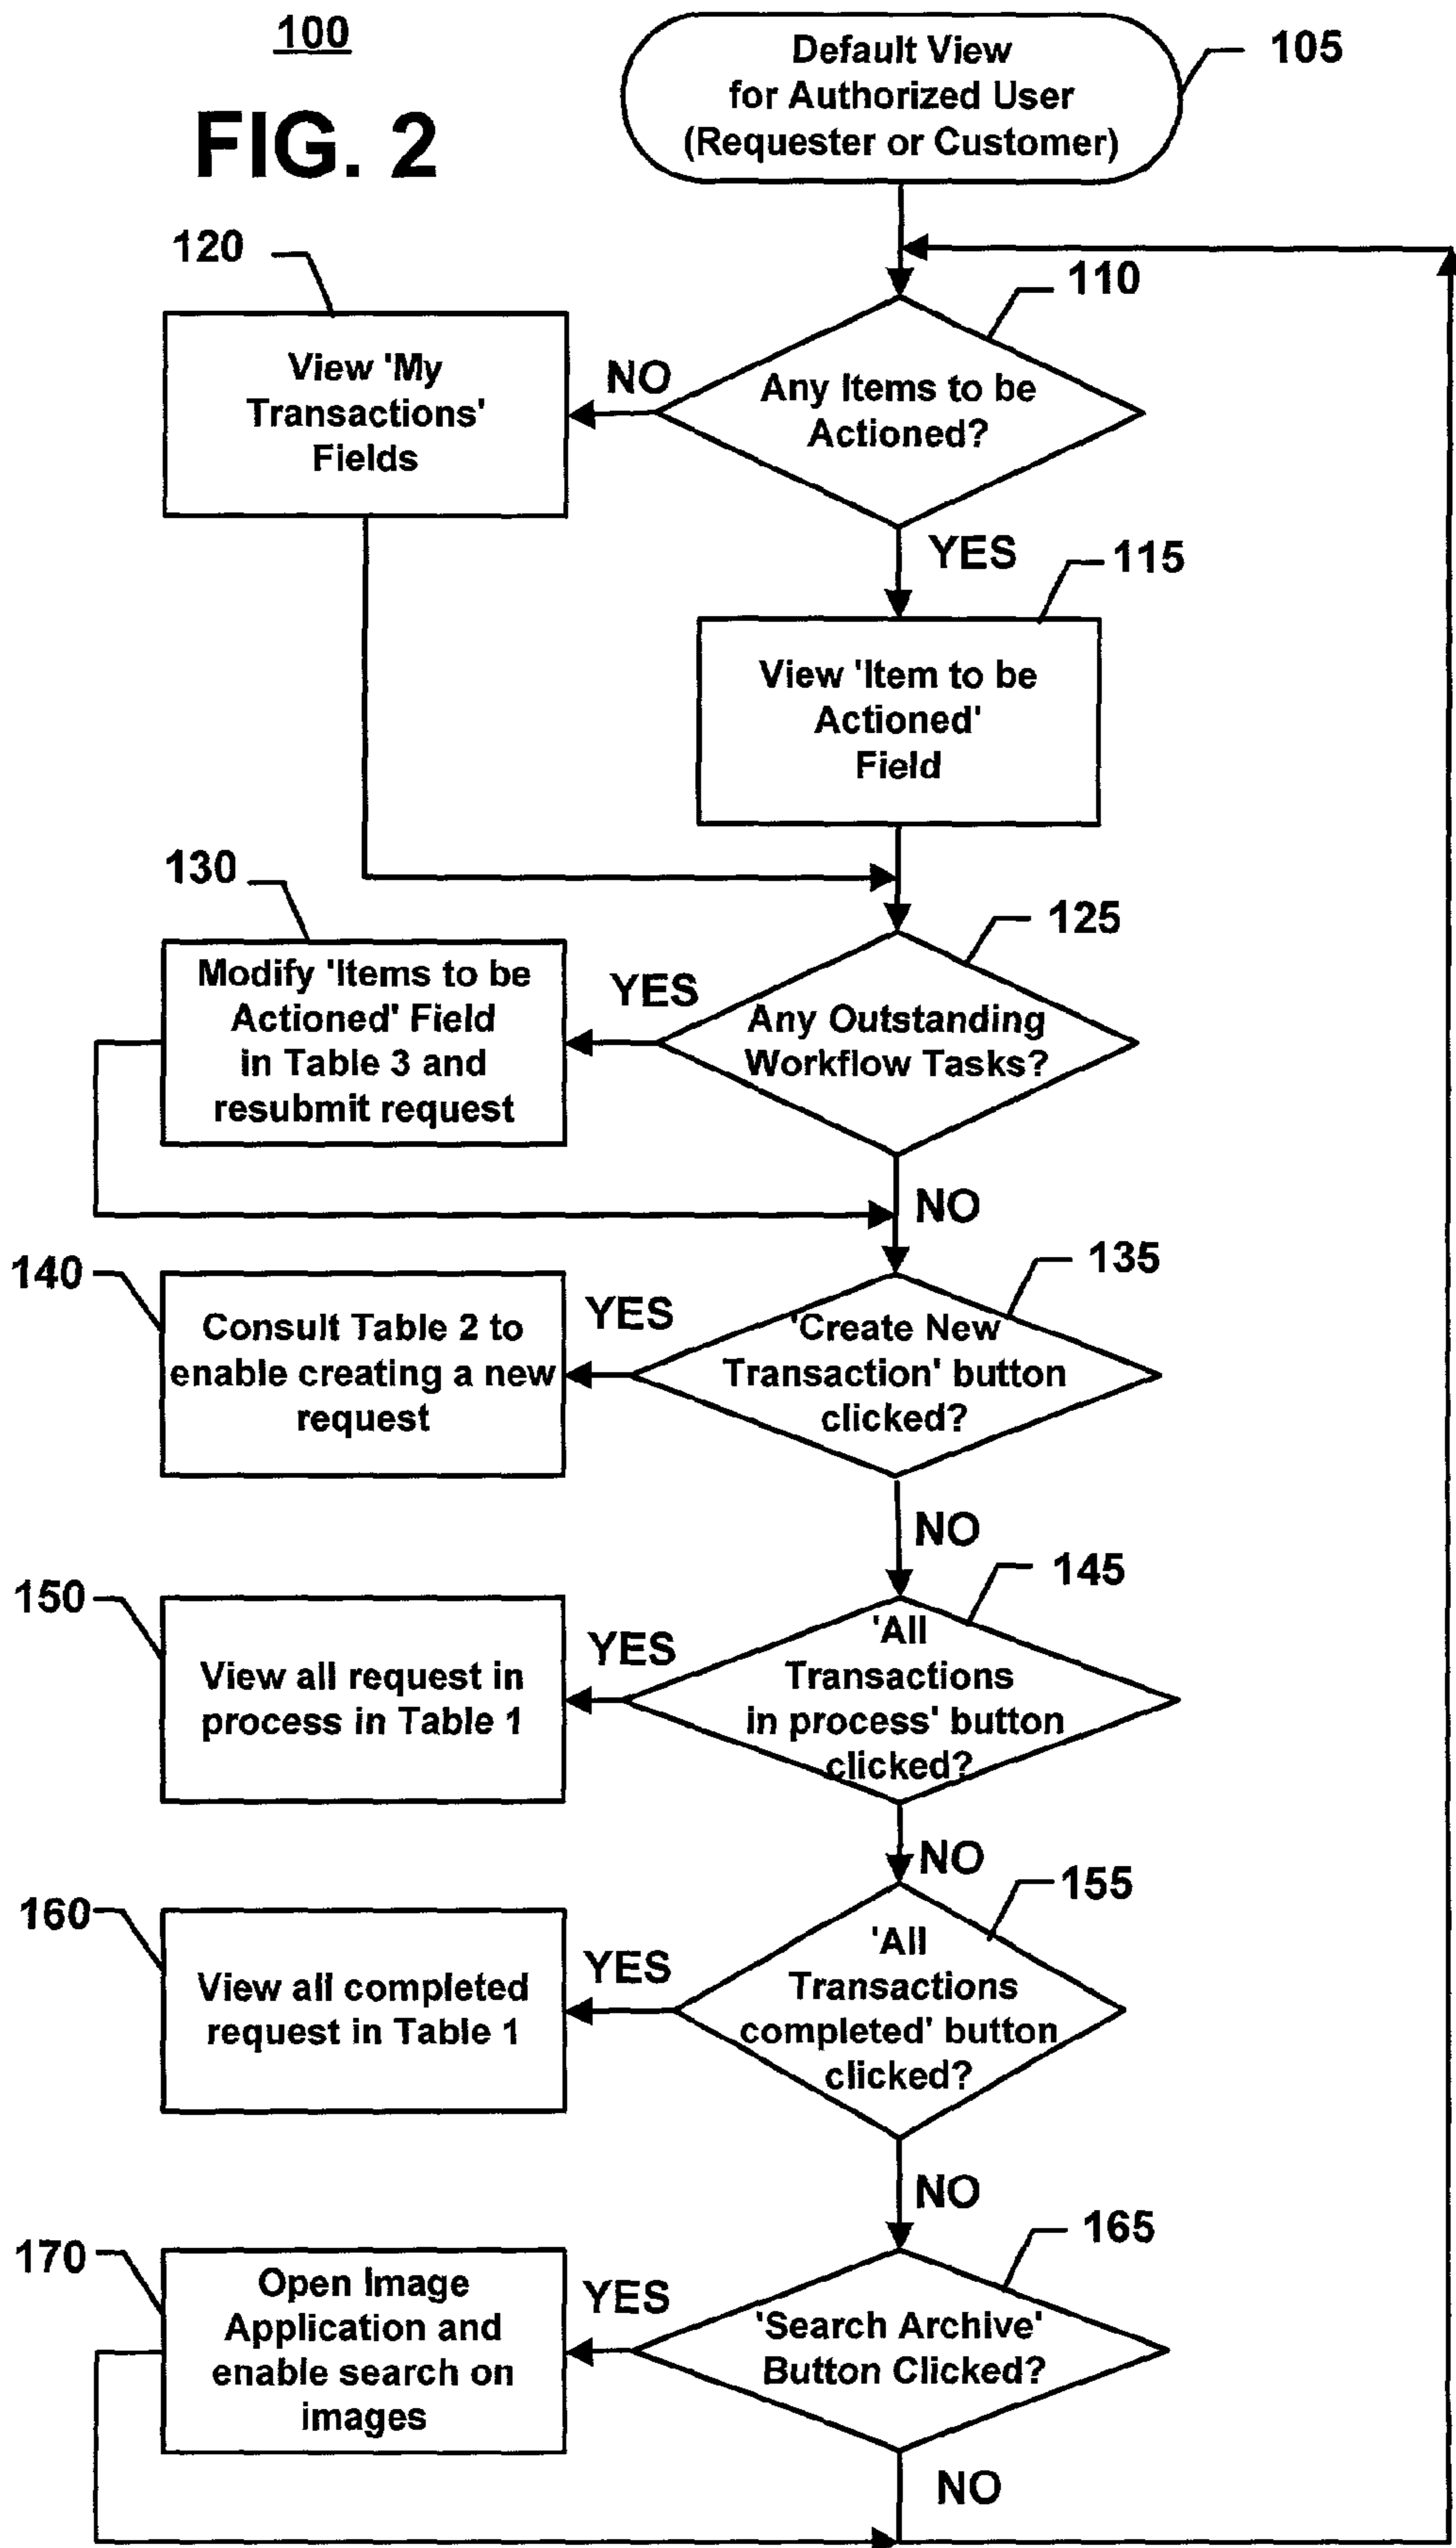 100
FIG. 2
Default View
for Authorized User
(Requester or Customer)
105
110
Any Items to be
Actioned?
NO
120
View 'My
Transactions'
Fields
YES
115
View 'Item to be
Actioned'
Field
125
Any Outstanding
Workflow Tasks?
YES
130
Modify 'Items to be
Actioned' Field
in Table 3 and
resubmit request
NO
135
'Create New
Transaction' button
clicked?
YES
140
Consult Table 2 to
enable creating a new
request
NO
145
'All
Transactions
in process' button
clicked?
YES
150
View all request in
process in Table 1
NO
155
'All
Transactions
completed' button
clicked?
YES
160
View all completed
request in Table 1
NO
165
'Search Archive'
Button Clicked?
YES
170
Open Image
Application and
enable search on
images
NO